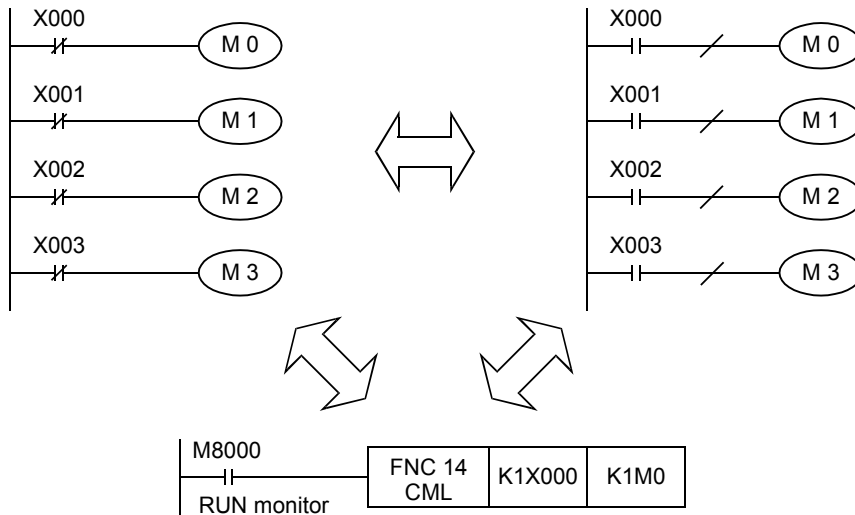 X000
M 0
X001
M 1
X002
M 2
X003
M 3
X000
M 0
X001
M 1
X002
M 2
X003
M 3
M8000
RUN monitor
FNC 14
CML
K1X000
K1M0